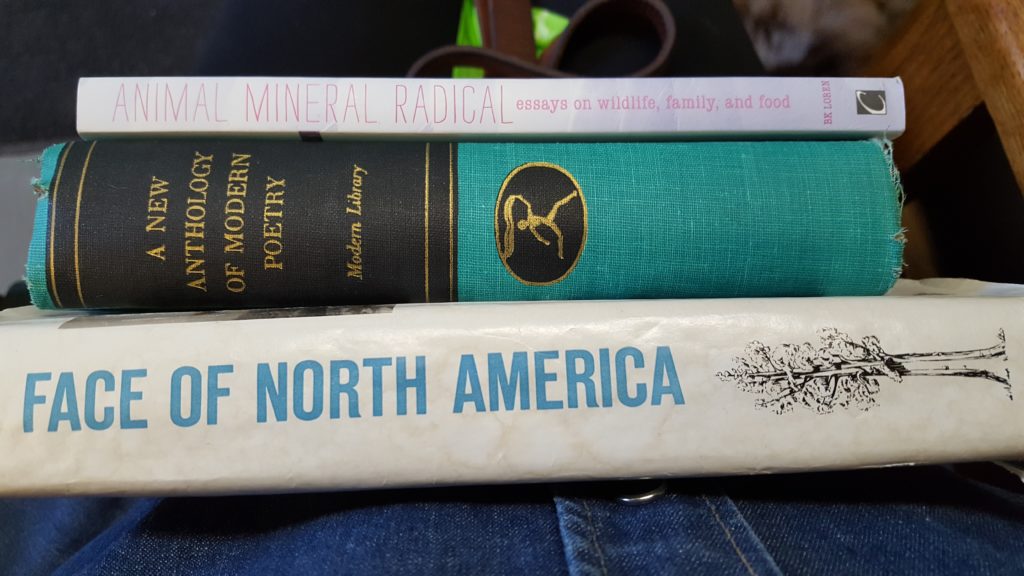 ANIMAL MINERAL RADICAL essays on wildlife, family, and food
BK LOREN
C
A NEW
ANTHOLOGY
OF MODERN
POETRY
Modern Library
FACE OF NORTH AMERICA